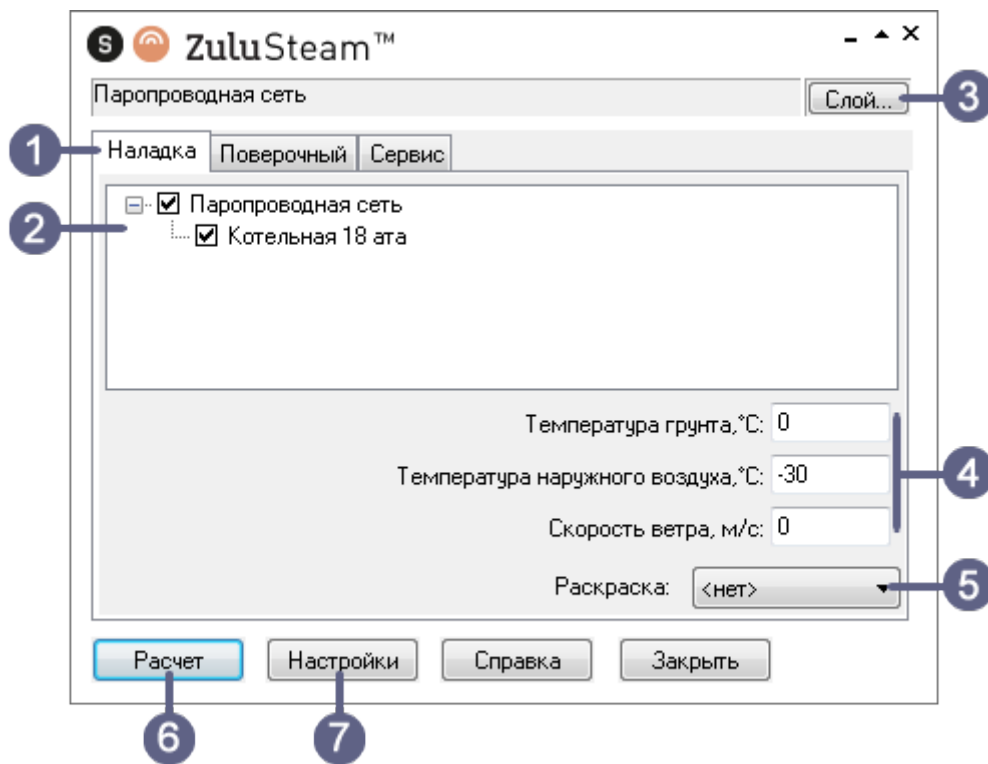 S ZuluSteam™
Паропроводная сеть Слой... 3
1 Наладка Поверочный Сервис
Паропроводная сеть
2 Котельная 18 ата
Температура грунта,°C: 0
Температура наружного воздуха,°C: -30 4
Скорость ветра, м/с: 0
Раскраска: <нет> 5
Расчет Настройки Справка Закрыть
6 7